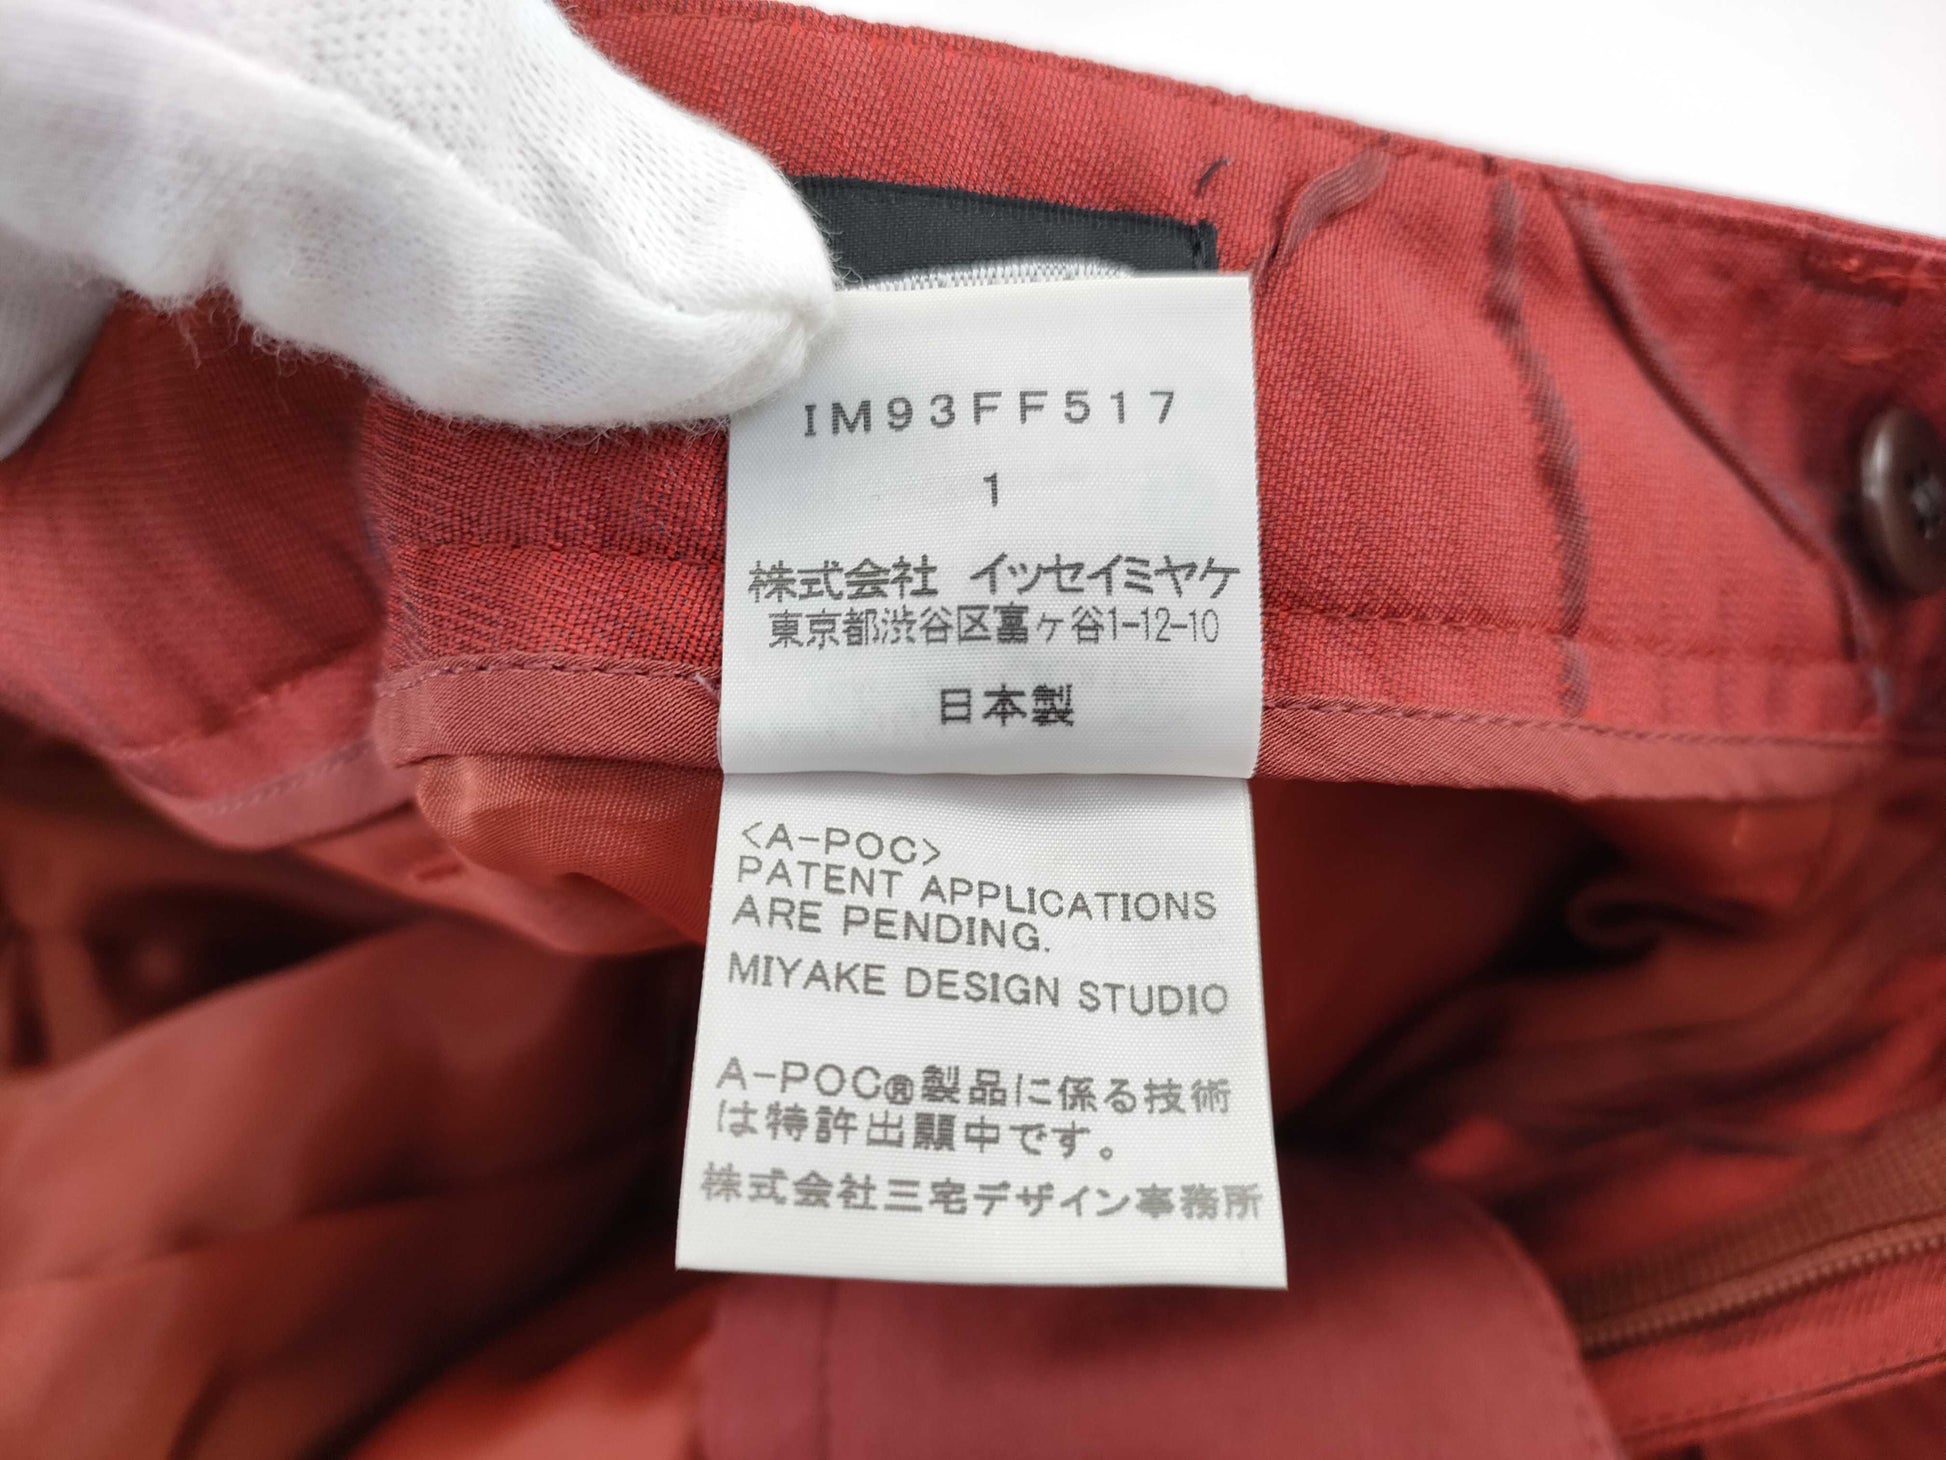 IM93FF517
1
株式会社 イッセイミヤケ
東京都渋谷区富ヶ谷1-12-10
日本製
<A-POC>
PATENT APPLICATIONS
ARE PENDING.
MIYAKE DESIGN STUDIO
A-POC®製品に係る技術
は特許出願中です。
株式会社三宅デザイン事務所